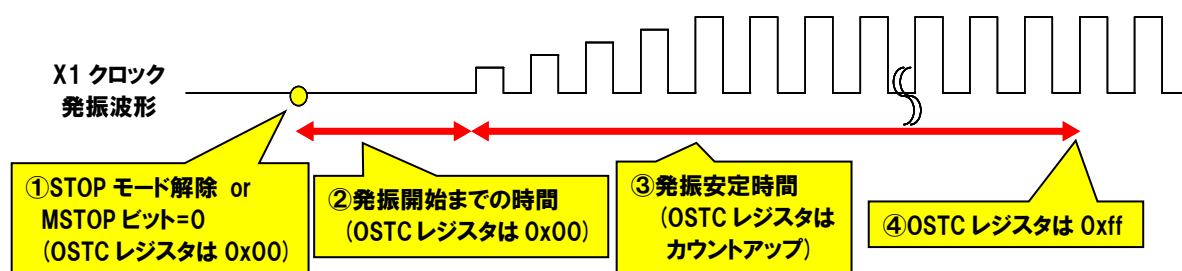 X1 クロック
発振波形
①STOP モード解除 or
MSTOP ビット=0
(OSTC レジスタは 0x00)
②発振開始までの時間
(OSTC レジスタは 0x00)
③発振安定時間
(OSTC レジスタは
カウントアップ)
④OSTC レジスタは 0xff